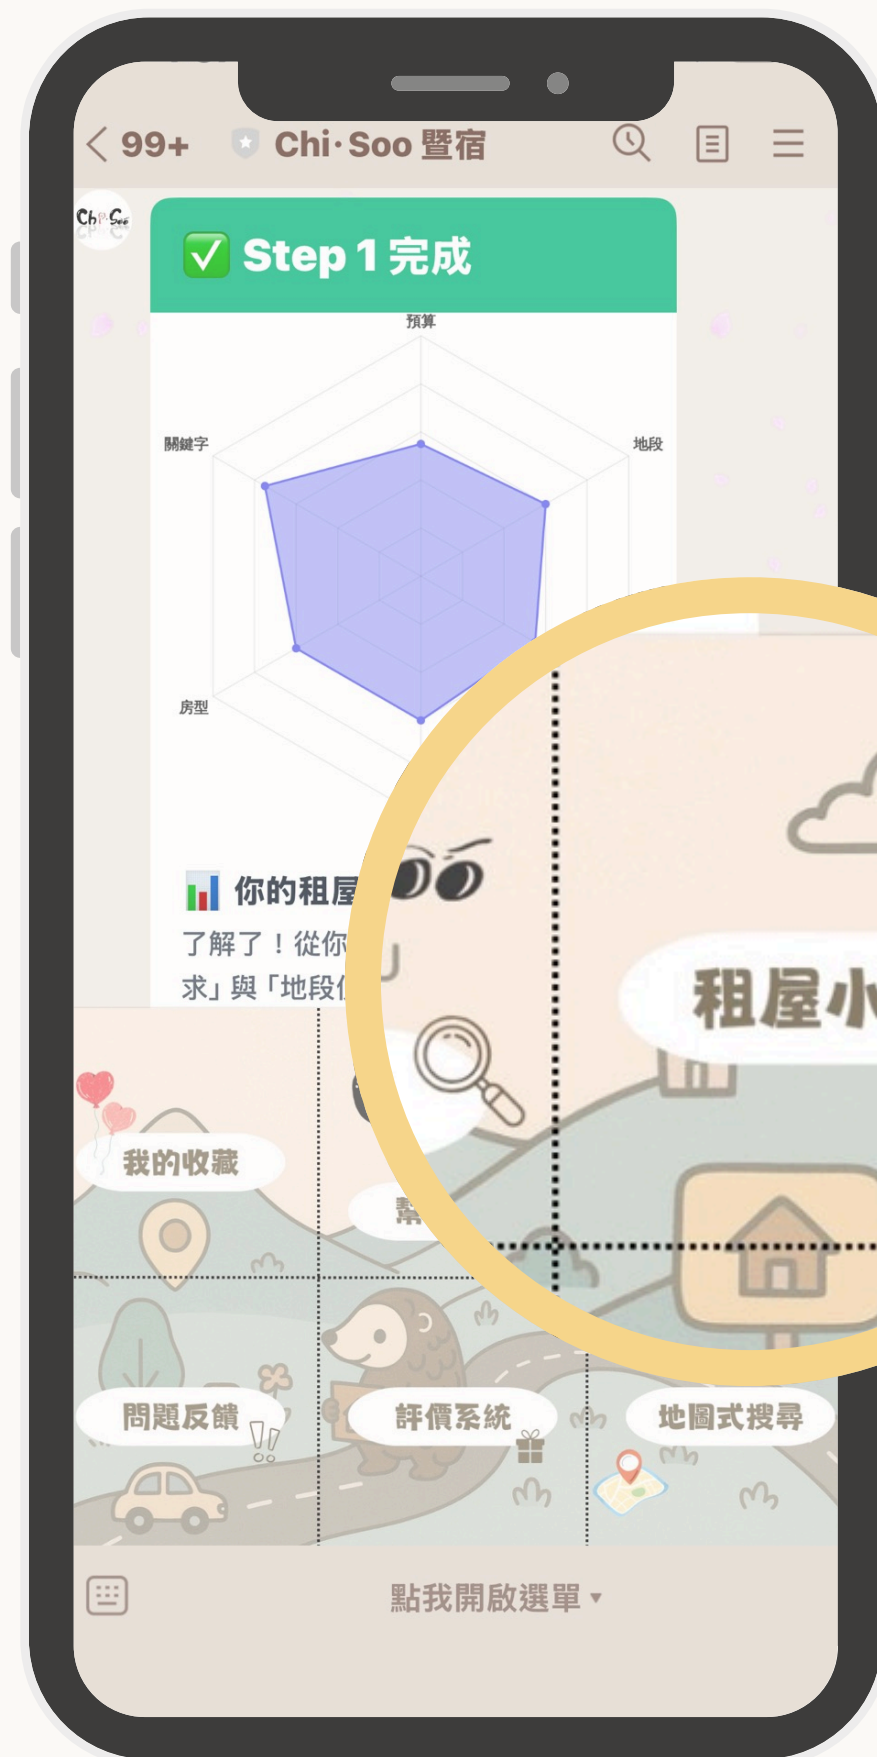 99+
Chi·Soo 暨宿
Chi Soo
✅ Step 1 完成
預算
關鍵字
地段
房型
📊 你的租屋
了解了！從你
求」與「地段
租屋小
我的收藏
幫
問題反饋
評價系統
地圖式搜尋
點我開啟選單 ▾